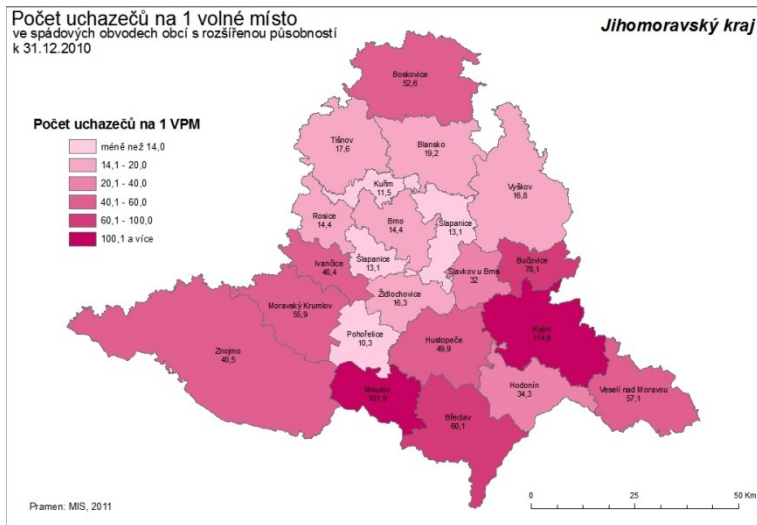 Počet uchazečů na 1 volné místo
ve spádových obvodech obcí s rozšířenou působností
k 31.12.2010
Jihomoravský kraj
Počet uchazečů na 1 VPM
méně než 14,0
14,1 - 20,0
20,1 - 40,0
40,1 - 60,0
60,1 - 100,0
100,1 a více
Boskovice
52,6
Tišnov
17,6
Blansko
19,2
Kuřim
11,5
Vyškov
16,8
Rosice
14,4
Brno
14,4
Šlapanice
13,1
Ivančice
46,4
Šlapanice
13,1
Slavkov u Brna
32
Bučovice
78,1
Židlochovice
16,3
Moravský Krumlov
55,9
Pohořelice
10,3
Hustopeče
49,9
Kyjov
114,8
Znojmo
40,5
Mikulov
101,9
Břeclav
60,1
Hodonín
34,3
Veselí nad Moravou
57,1
Pramen: MIS, 2011
0
25
50 Km